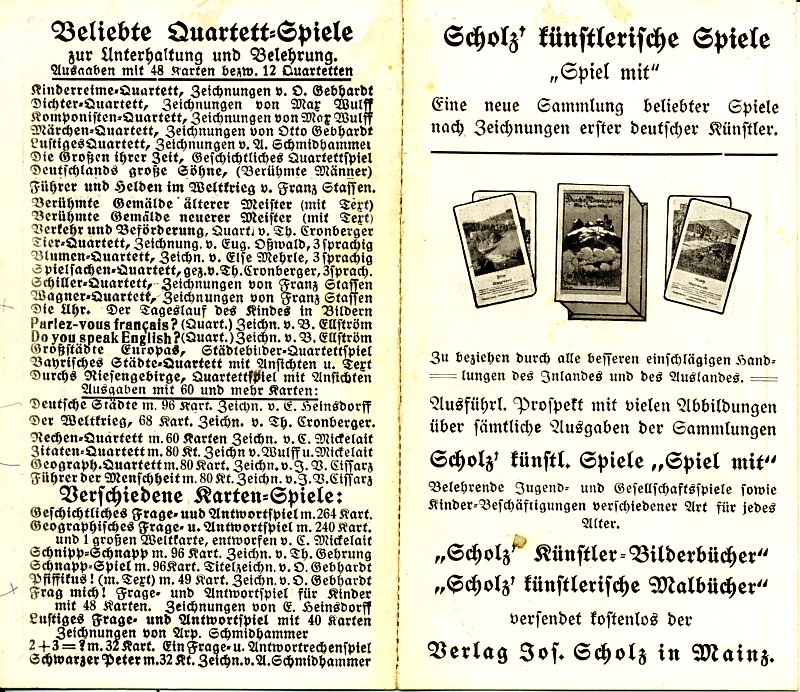 Beliebte Quartett-Spiele
zur Unterhaltung und Belehrung.
Ausgaben mit 48 Karten bezw. 12 Quartetten
Kinderreime-Quartett, Zeichnungen v. O. Gebhardt
Dichter-Quartett, Zeichnungen von Max Wulff
Komponisten-Quartett, Zeichnungen von Max Wulff
Märchen-Quartett, Zeichnungen von Otto Gebhardt
Lustiges Quartett, Zeichnungen v. A. Schmidhammer
Die Großen ihrer Zeit, Geschichtliches Quartettspiel
Deutschlands große Söhne, (Berühmte Männer)
Führer und Helden im Weltkrieg v. Franz Stassen.
Berühmte Gemälde älterer Meister (mit Text)
Berühmte Gemälde neuerer Meister (mit Text)
Verkehr und Beförderung, Quart. v. Th. Cronberger
Tier-Quartett, Zeichnung. v. Eug. Oßwald, 3sprachig
Blumen-Quartett, Zeichn. v. Else Mehrle, 3sprachig
Spielsachen-Quartett, gez. v. Th. Cronberger, 3sprach.
Schiller-Quartett, Zeichnungen von Franz Stassen
Wagner-Quartett, Zeichnungen von Franz Stassen
Die Uhr. Der Tageslauf des Kindes in Bildern
Parlez-vous français? (Quart.) Zeichn. v. B. Ellström
Do you speak English? (Quart.) Zeichn. v. B. Ellström
Großstädte Europas, Städtebilder-Quartettspiel
Bayrisches Städte-Quartett mit Ansichten u. Text
Durchs Riesengebirge, Quartettspiel mit Ansichten
Ausgaben mit 60 und mehr Karten:
Deutsche Städte m. 96 Kart. Zeichn. v. E. Heinsdorff
Der Weltkrieg, 68 Kart. Zeichn. v. Th. Cronberger.
Rechen-Quartett m. 60 Karten Zeichn. v. C. Mickelait
Zitaten-Quartett m. 80 Kt. Zeichn. v. Wulff u. Mickelait
Geograph. Quartett m. 80 Kart. Zeichn. v. J. V. Cissarz
Führer der Menschheit m. 80 Kt. Zeichn. v. J. V. Cissarz
Verschiedene Karten-Spiele:
Geschichtliches Frage- und Antwortspiel m. 264 Kart.
Geographisches Frage- u. Antwortspiel m. 240 Kart.
und 1 großen Weltkarte, entworfen v. C. Mickelait
Schnipp-Schnapp m. 96 Kart. Zeichn. v. Th. Gehrung
Schnapp-Spiel m. 96 Kart. Titelzeichn. v. O. Gebhardt
Pfiffikus! (m. Text) m. 49 Kart. Zeichn. v. O. Gebhardt
Frag mich! Frage- und Antwortspiel für Kinder
mit 48 Karten. Zeichnungen von E. Heinsdorff
Lustiges Frage- und Antwortspiel mit 40 Karten
Zeichnungen von Arp. Schmidhammer
2+3=? m. 32 Kart. Ein Frage- u. Antwortrechenspiel
Schwarzer Peter m. 32 Kt. Zeichn. v. A. Schmidhammer
Scholz' künstlerische Spiele
„Spiel mit“
Eine neue Sammlung beliebter Spiele
nach Zeichnungen erster deutscher Künstler.
Durchs Riesengebirge
Zu beziehen durch alle besseren einschlägigen Hand-
lungen des Inlandes und des Auslandes.
Ausführl. Prospekt mit vielen Abbildungen
über sämtliche Ausgaben der Sammlungen
Scholz' künstl. Spiele „Spiel mit“
Belehrende Jugend- und Gesellschaftsspiele sowie
Kinder-Beschäftigungen verschiedener Art für jedes
Alter.
„Scholz' Künstler-Bilderbücher“
„Scholz' künstlerische Malbücher“
versendet kostenlos der
Verlag Jos. Scholz in Mainz.